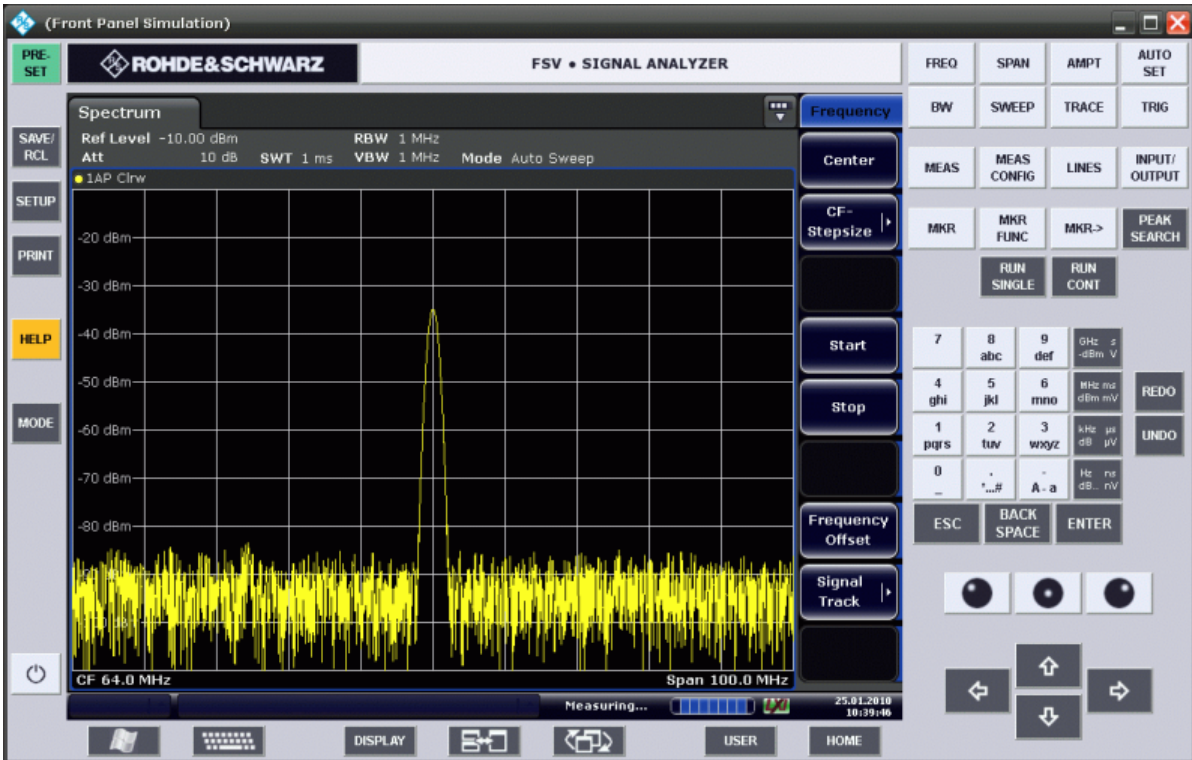 (Front Panel Simulation)
PRE-
SET
ROHDE&SCHWARZ
FSV • SIGNAL ANALYZER
FREQ
SPAN
AMPT
AUTO
SET
Spectrum
Frequency
BW
SWEEP
TRACE
TRIG
SAVE/
RCL
Ref Level -10.00 dBm
RBW 1 MHz
Att 10 dB SWT 1 ms VBW 1 MHz Mode Auto Sweep
1AP Clrw
Center
MEAS
MEAS
CONFIG
LINES
INPUT/
OUTPUT
SETUP
CF-
Stepsize
MKR
MKR
FUNC
MKR->
PEAK
SEARCH
-20 dBm
PRINT
RUN
SINGLE
RUN
CONT
-30 dBm
HELP
-40 dBm
Start
7
8
abc
9
def
GHz s
-dBm V
-50 dBm
Stop
4
ghi
5
jkl
6
mno
MHz ms
dBm mV
REDO
MODE
-60 dBm
1
pqrs
2
tuv
3
wxyz
kHz µs
dB µV
UNDO
-70 dBm
0
_
.
*...#
-
A - a
Hz ns
dB.. nV
-80 dBm
Frequency
Offset
ESC
BACK
SPACE
ENTER
Signal
Track
CF 64.0 MHz
Span 100.0 MHz
Measuring...
LXI
25.01.2010
10:39:46
DISPLAY
USER
HOME